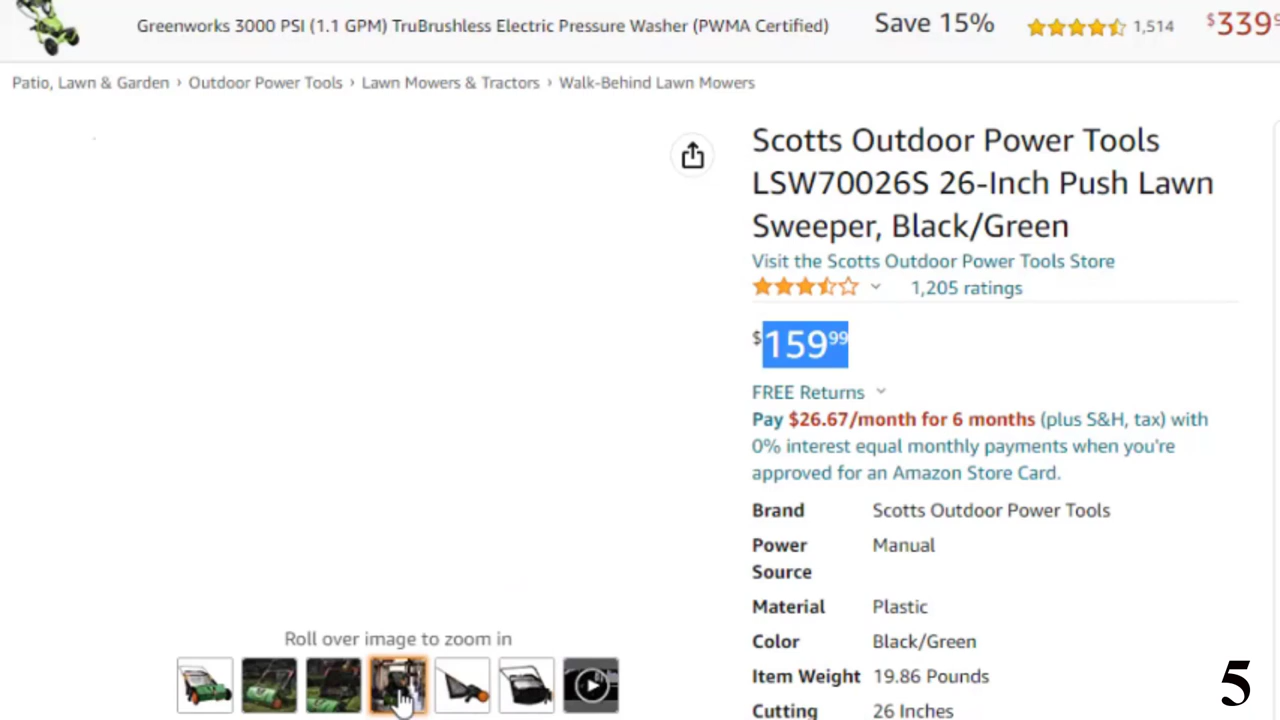 Greenworks 3000 PSI (1.1 GPM) TruBrushless Electric Pressure Washer (PWMA Certified) Save 15% 1,514 $339
Patio, Lawn & Garden › Outdoor Power Tools › Lawn Mowers & Tractors › Walk-Behind Lawn Mowers
Scotts Outdoor Power Tools
LSW70026S 26-Inch Push Lawn
Sweeper, Black/Green
Visit the Scotts Outdoor Power Tools Store
1,205 ratings
$15999
FREE Returns
Pay $26.67/month for 6 months (plus S&H, tax) with
0% interest equal monthly payments when you're
approved for an Amazon Store Card.
Brand Scotts Outdoor Power Tools
Power Manual
Source
Material Plastic
Color Black/Green
Item Weight 19.86 Pounds
Cutting 26 Inches
Roll over image to zoom in
5